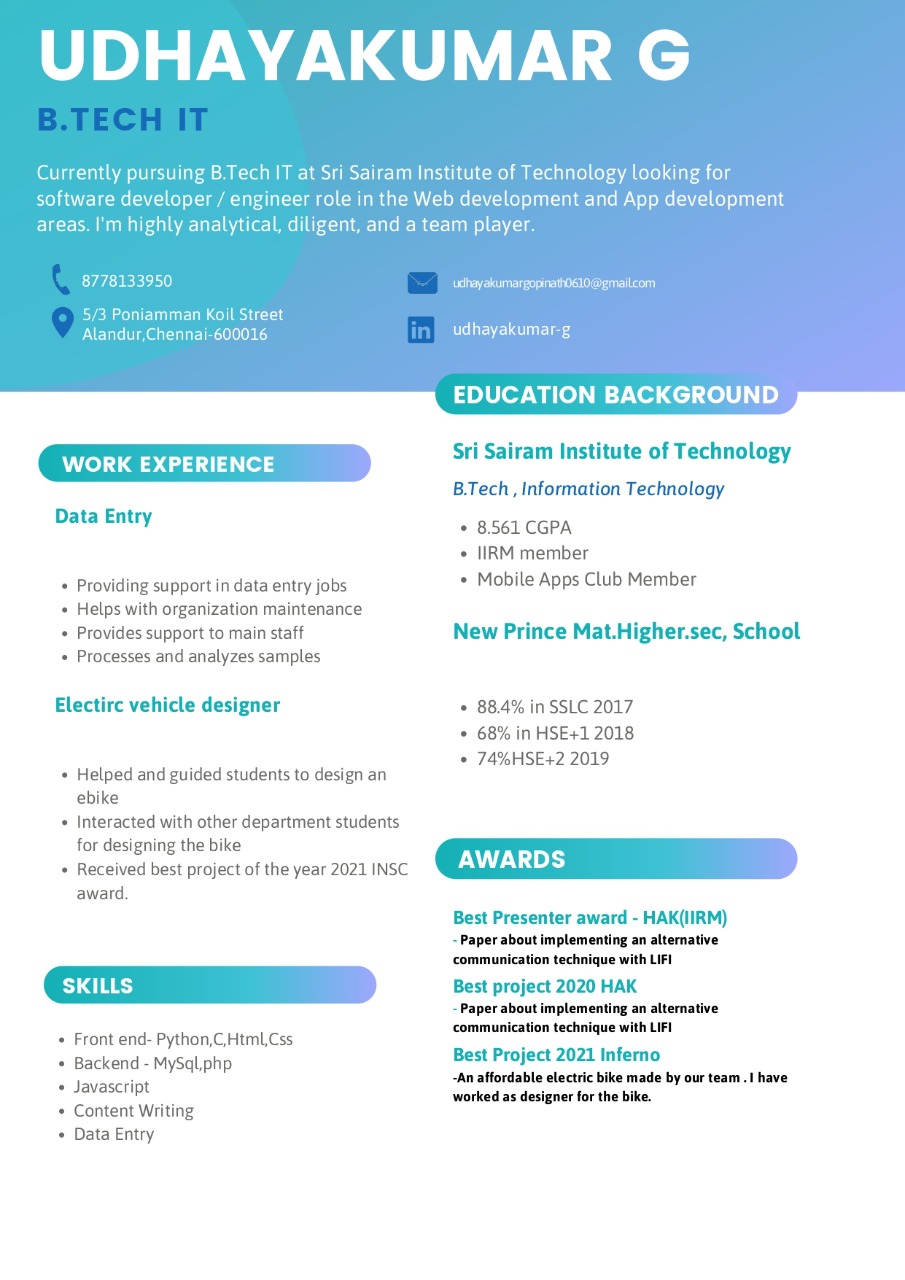 UDHAYAKUMAR G
B.TECH IT
Currently pursuing B.Tech IT at Sri Sairam Institute of Technology looking for
software developer / engineer role in the Web development and App development
areas. I'm highly analytical, diligent, and a team player.
8778133950
5/3 Poniamman Koil Street
Alandur,Chennai-600016
udhayakumargopinath0610@gmail.com
udhayakumar-g
WORK EXPERIENCE
Data Entry
• Providing support in data entry jobs
• Helps with organization maintenance
• Provides support to main staff
• Processes and analyzes samples
Electirc vehicle designer
• Helped and guided students to design an
ebike
• Interacted with other department students
for designing the bike
• Received best project of the year 2021 INSC
award.
SKILLS
• Front end- Python,C,Html,Css
• Backend - MySql,php
• Javascript
• Content Writing
• Data Entry
EDUCATION BACKGROUND
Sri Sairam Institute of Technology
B.Tech , Information Technology
• 8.561 CGPA
• IIRM member
• Mobile Apps Club Member
New Prince Mat.Higher.sec, School
• 88.4% in SSLC 2017
• 68% in HSE+1 2018
• 74%HSE+2 2019
AWARDS
Best Presenter award - HAK(IIRM)
- Paper about implementing an alternative
communication technique with LIFI
Best project 2020 HAK
- Paper about implementing an alternative
communication technique with LIFI
Best Project 2021 Inferno
-An affordable electric bike made by our team . I have
worked as designer for the bike.